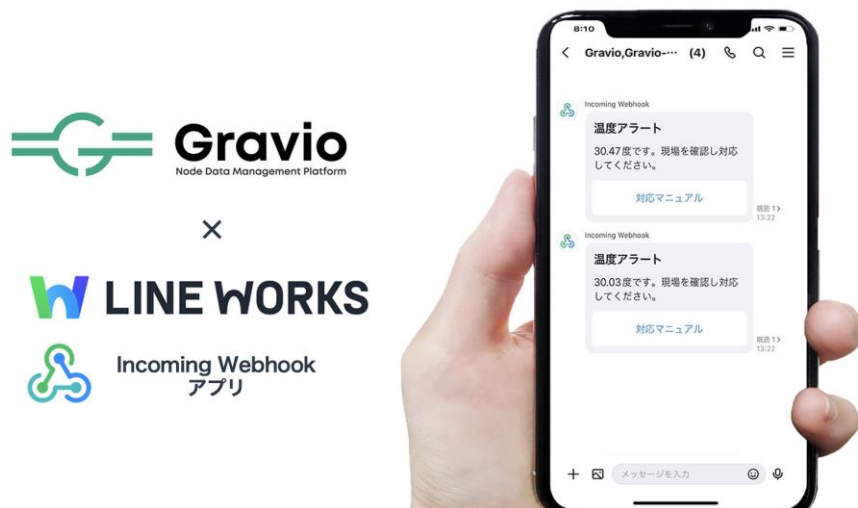 Gravio
Node Data Management Platform
×
LINE WORKS
Incoming Webhook
アプリ
8:10
Gravio,Gravio-… (4)
Incoming Webhook
温度アラート
30.47度です。現場を確認し対応
してください。
対応マニュアル
既読 1
13:22
Incoming Webhook
温度アラート
30.03度です。現場を確認し対応
してください。
対応マニュアル
既読 1
13:22
メッセージを入力